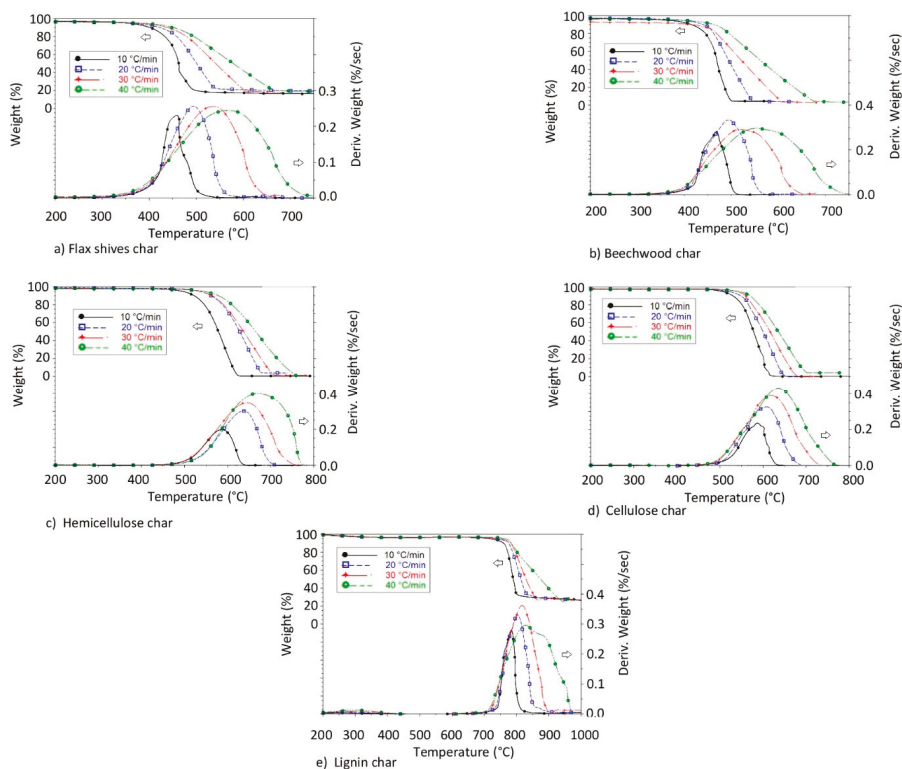 100
80
60
40
20
0
Weight (%)
10 °C/min
20 °C/min
30 °C/min
40 °C/min
0.3
0.2
0.1
0.0
Deriv. Weight (%/sec)
200 300 400 500 600 700
Temperature (°C)
a) Flax shives char
100
80
60
40
20
0
Weight (%)
10 °C/min
20 °C/min
30 °C/min
40 °C/min
0.4
0.2
0.0
Deriv. Weight (%/sec)
200 300 400 500 600 700
Temperature (°C)
b) Beechwood char
100
80
60
40
20
0
Weight (%)
10 °C/min
20 °C/min
30 °C/min
40 °C/min
0.4
0.2
0.0
Deriv. Weight (%/sec)
200 300 400 500 600 700 800
Temperature (°C)
c) Hemicellulose char
100
80
60
40
20
0
Weight (%)
10 °C/min
20 °C/min
30 °C/min
40 °C/min
0.4
0.2
0.0
Deriv. Weight (%/sec)
200 300 400 500 600 700 800
Temperature (°C)
d) Cellulose char
100
80
60
40
20
0
Weight (%)
10 °C/min
20 °C/min
30 °C/min
40 °C/min
0.4
0.3
0.2
0.1
0.0
Deriv. Weight (%/sec)
200 300 400 500 600 700 800 900 1000
Temperature (°C)
e) Lignin char